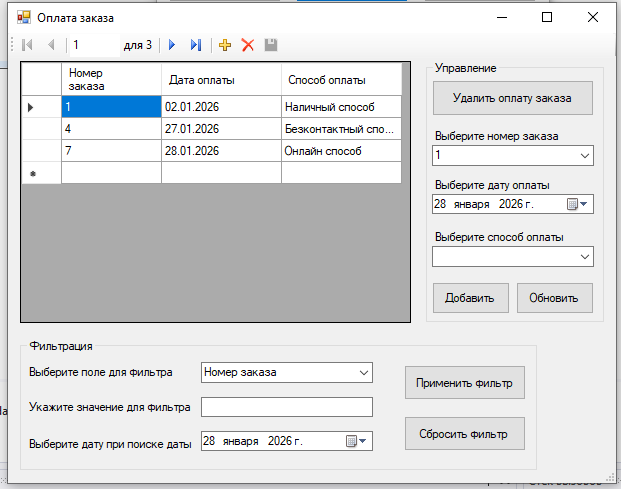 Оплата заказа
1 для 3
Номер заказа Дата оплаты Способ оплаты
1 02.01.2026 Наличный способ
4 27.01.2026 Безконтактный спо...
7 28.01.2026 Онлайн способ
Управление
Удалить оплату заказа
Выберите номер заказа
1
Выберите дату оплаты
28 января 2026 г.
Выберите способ оплаты
Добавить Обновить
Фильтрация
Выберите поле для фильтра Номер заказа
Применить фильтр
Укажите значение для фильтра
Выберите дату при поиске даты 28 января 2026 г.
Сбросить фильтр